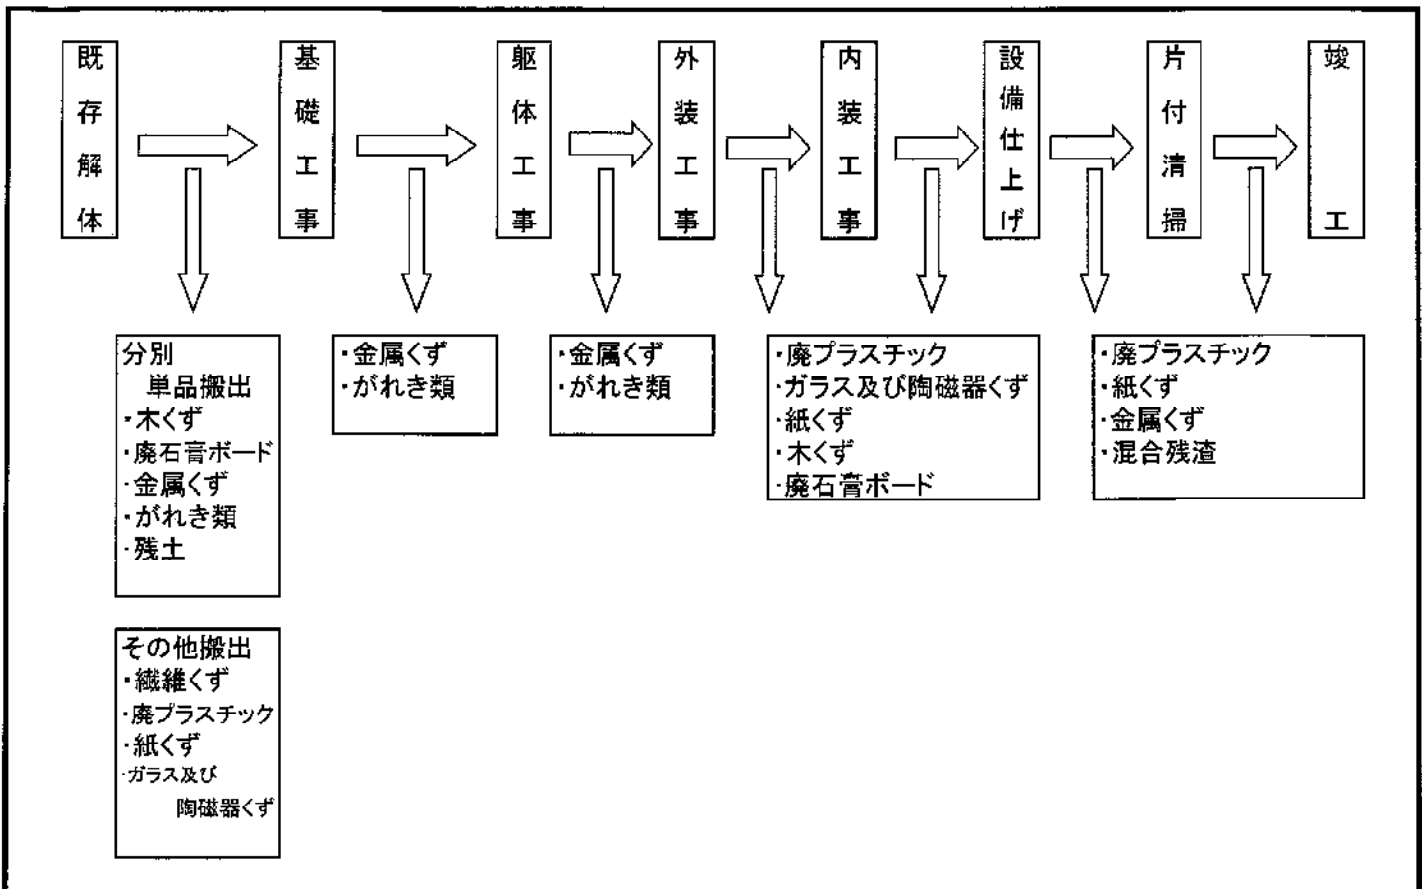 既存解体
基礎工事
躯体工事
外装工事
内装工事
設備仕上げ
片付清掃
竣工
分別
単品搬出
・木くず
・廃石膏ボード
・金属くず
・がれき類
・残土
・金属くず
・がれき類
・金属くず
・がれき類
・廃プラスチック
・ガラス及び陶磁器くず
・紙くず
・木くず
・廃石膏ボード
・廃プラスチック
・紙くず
・金属くず
・混合残渣
その他搬出
・繊維くず
・廃プラスチック
・紙くず
・ガラス及び
陶磁器くず